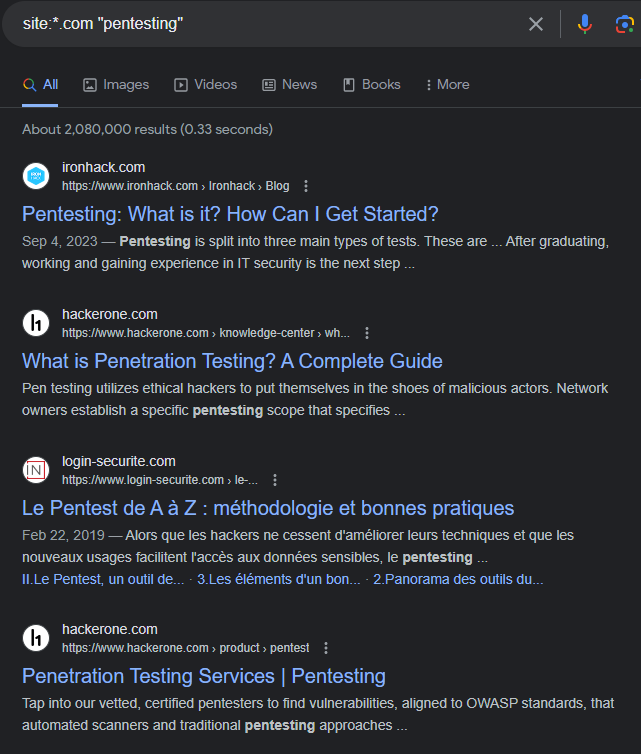 site:*.com "pentesting"
All Images Videos News Books More
About 2,080,000 results (0.33 seconds)
ironhack.com
https://www.ironhack.com › Ironhack › Blog
Pentesting: What is it? How Can I Get Started?
Sep 4, 2023 — Pentesting is split into three main types of tests. These are ... After graduating,
working and gaining experience in IT security is the next step ...
hackerone.com
https://www.hackerone.com › knowledge-center › wh...
What is Penetration Testing? A Complete Guide
Pen testing utilizes ethical hackers to put themselves in the shoes of malicious actors. Network
owners establish a specific pentesting scope that specifies ...
login-securite.com
https://www.login-securite.com › le-...
Le Pentest de A à Z : méthodologie et bonnes pratiques
Feb 22, 2019 — Alors que les hackers ne cessent d'améliorer leurs techniques et que les
nouveaux usages facilitent l'accès aux données sensibles, le pentesting ...
II.Le Pentest, un outil de... · 3.Les éléments d'un bon... · 2.Panorama des outils du...
hackerone.com
https://www.hackerone.com › product › pentest
Penetration Testing Services | Pentesting
Tap into our vetted, certified pentesters to find vulnerabilities, aligned to OWASP standards, that
automated scanners and traditional pentesting approaches ...